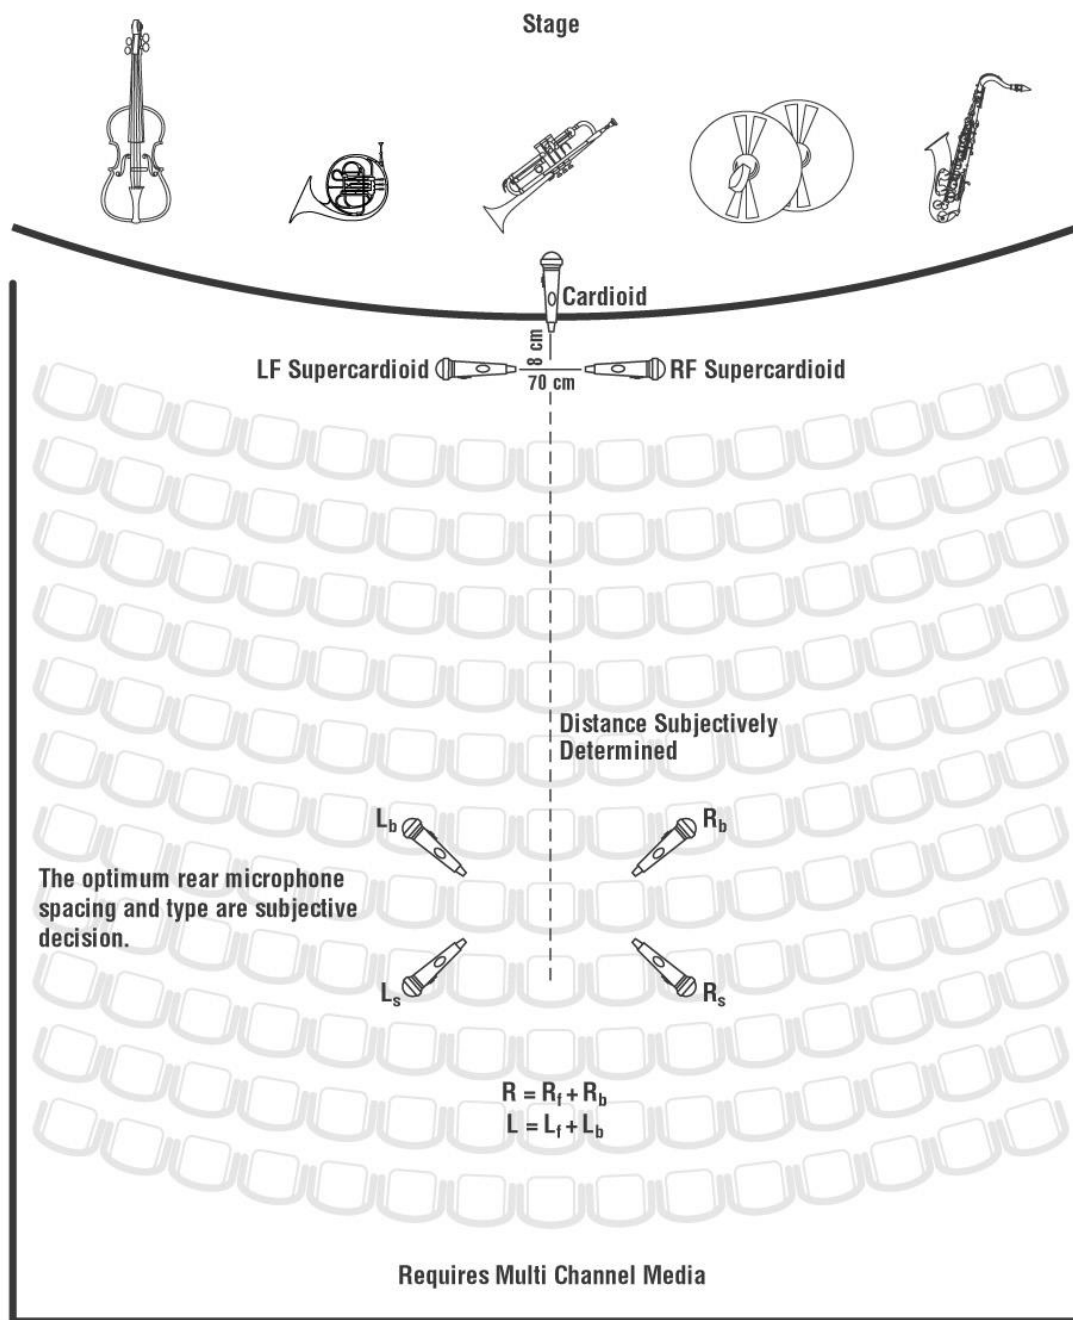 Stage
Cardioid
8 cm
LF Supercardioid
RF Supercardioid
70 cm
Distance Subjectively
Determined
Lb
Rb
The optimum rear microphone
spacing and type are subjective
decision.
Ls
Rs
R = Rf + Rb
L = Lf + Lb
Requires Multi Channel Media